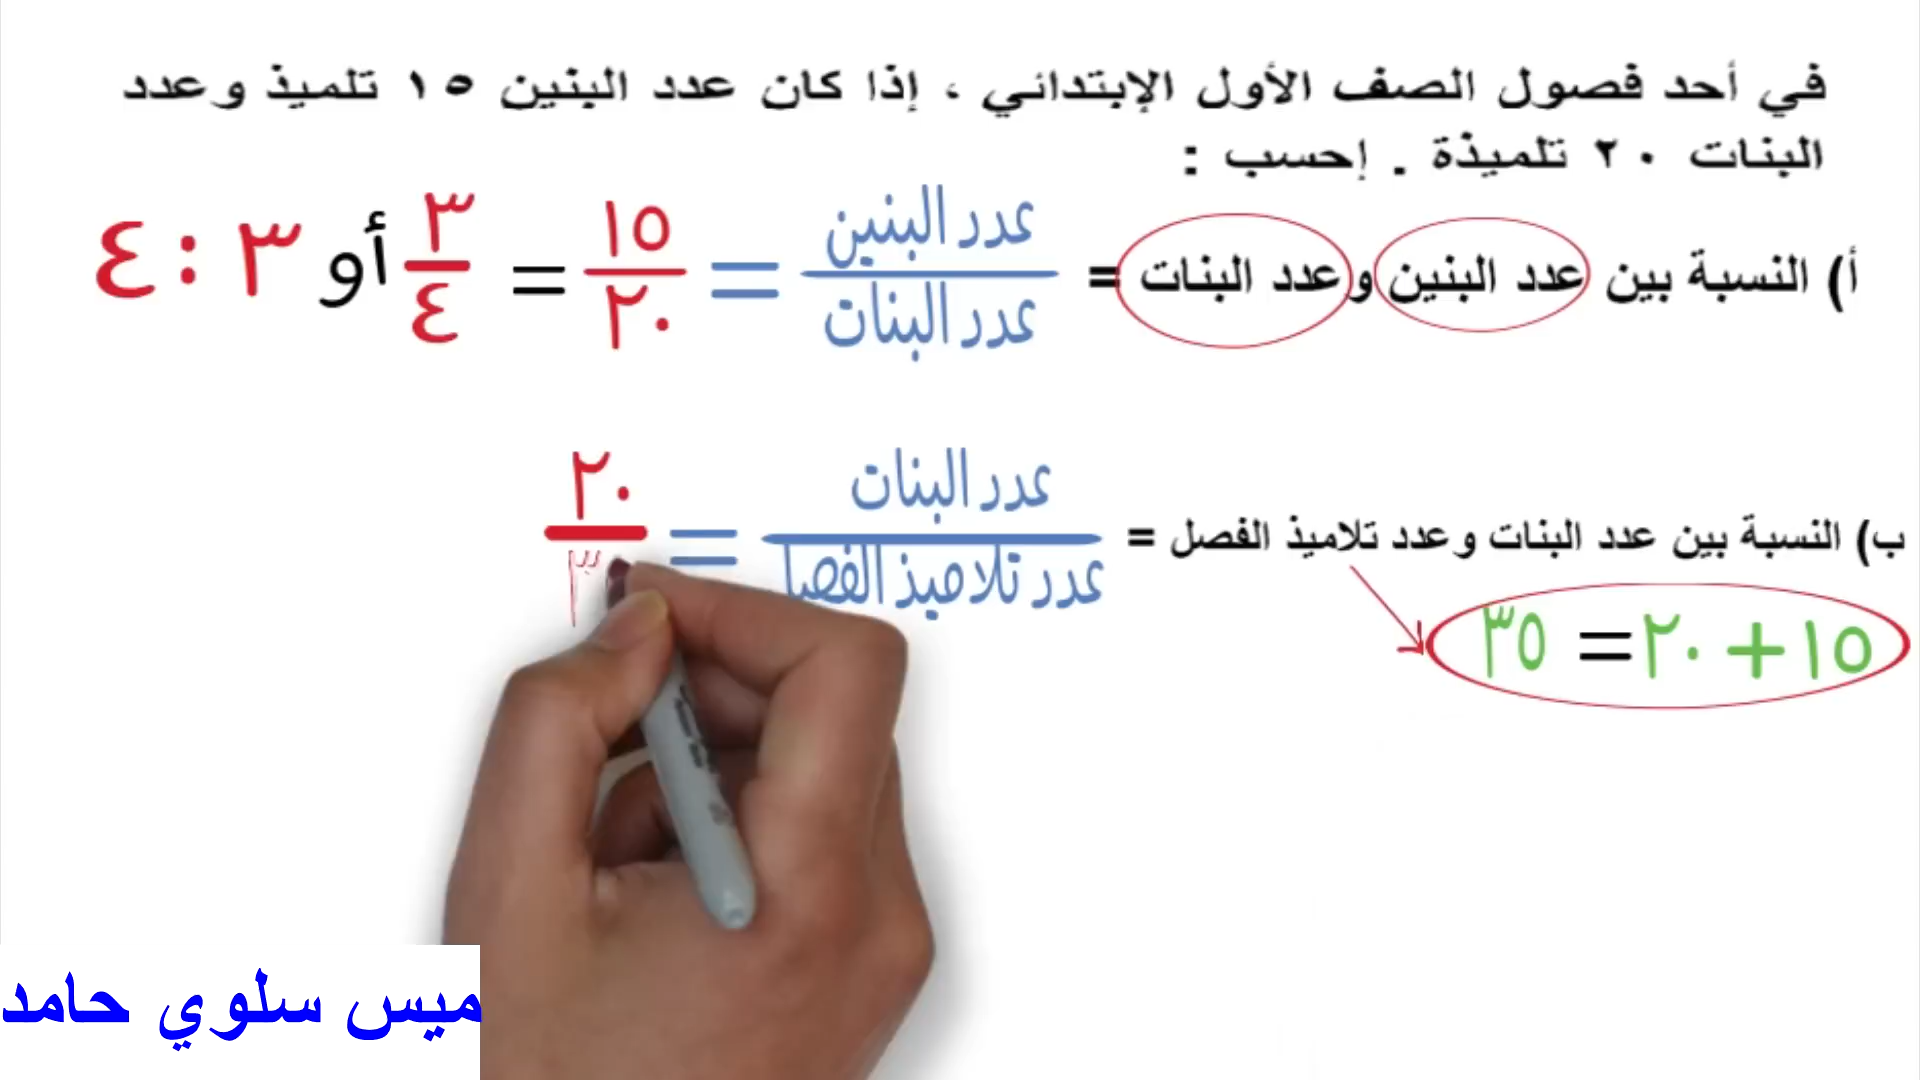 في أحد فصول الصف الأول الإبتدائي ، إذا كان عدد البنين ١٥ تلميذ وعدد
البنات ٢٠ تلميذة . إحسب :
أ) النسبة بين عدد البنين وعدد البنات = عدد البنين / عدد البنات = ١٥ / ٢٠ = ٣ / ٤ أو ٣ : ٤
ب) النسبة بين عدد البنات وعدد تلاميذ الفصل = عدد البنات / عدد تلاميذ الفصل = ٢٠ / ٣
١٥ + ٢٠ = ٣٥
ميس سلوي حامد